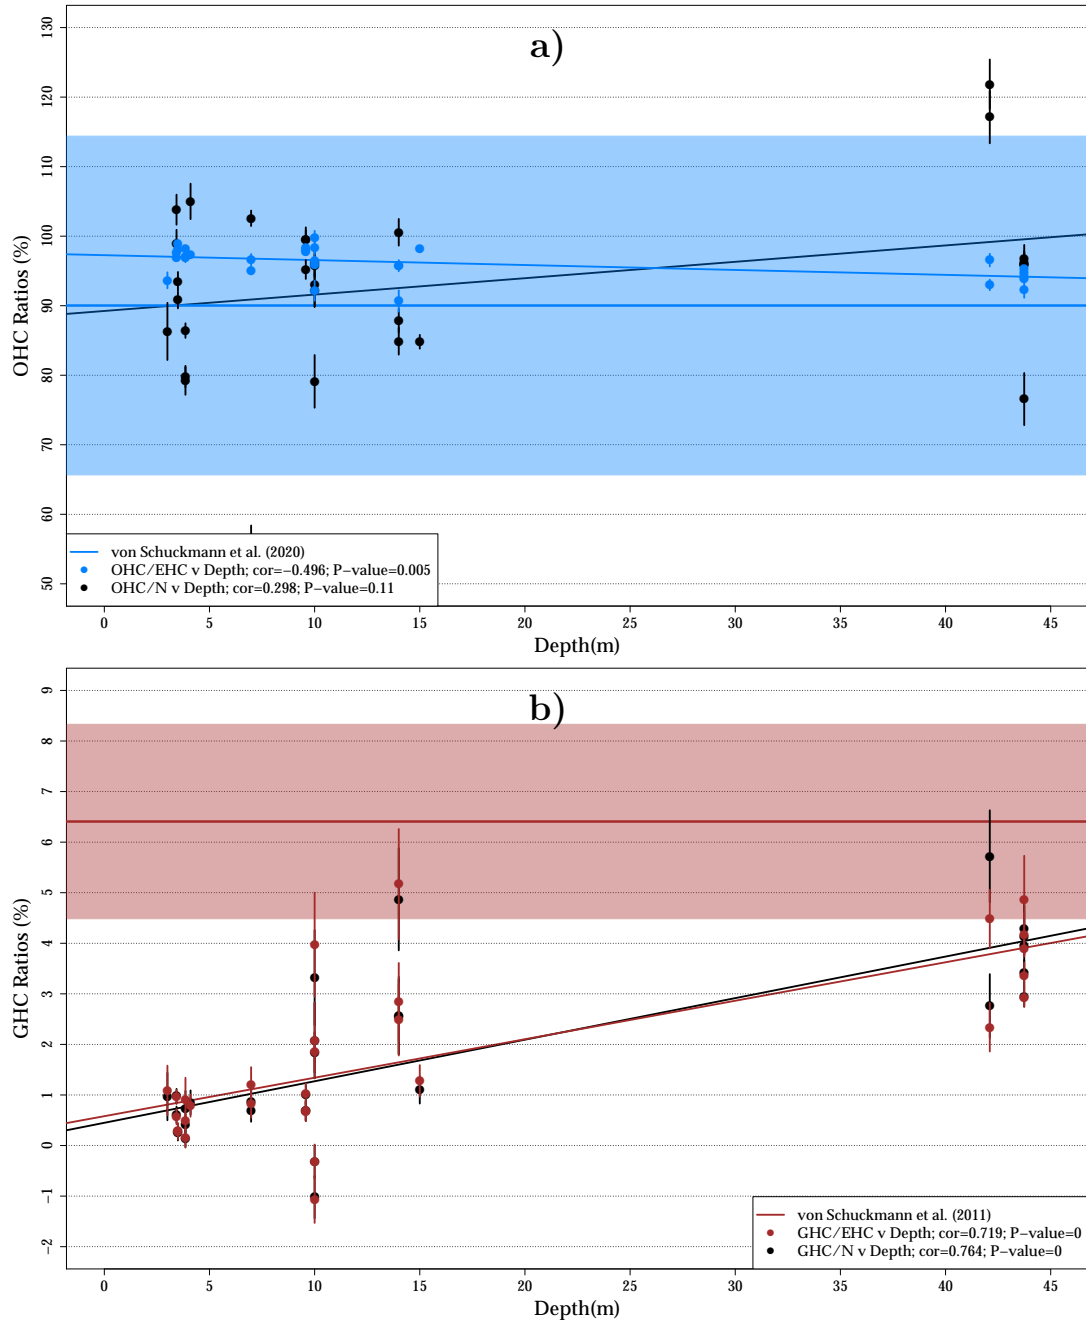 a)
130
120
110
100
90
80
70
60
50
OHC Ratios (%)
von Schuckmann et al. (2020)
OHC/EHC v Depth; cor=−0.496; P−value=0.005
OHC/N v Depth; cor=0.298; P−value=0.11
0 5 10 15 20 25 30 35 40 45
Depth(m)
b)
9
8
7
6
5
4
3
2
1
0
−1
−2
GHC Ratios (%)
von Schuckmann et al. (2011)
GHC/EHC v Depth; cor=0.719; P−value=0
GHC/N v Depth; cor=0.764; P−value=0
0 5 10 15 20 25 30 35 40 45
Depth(m)